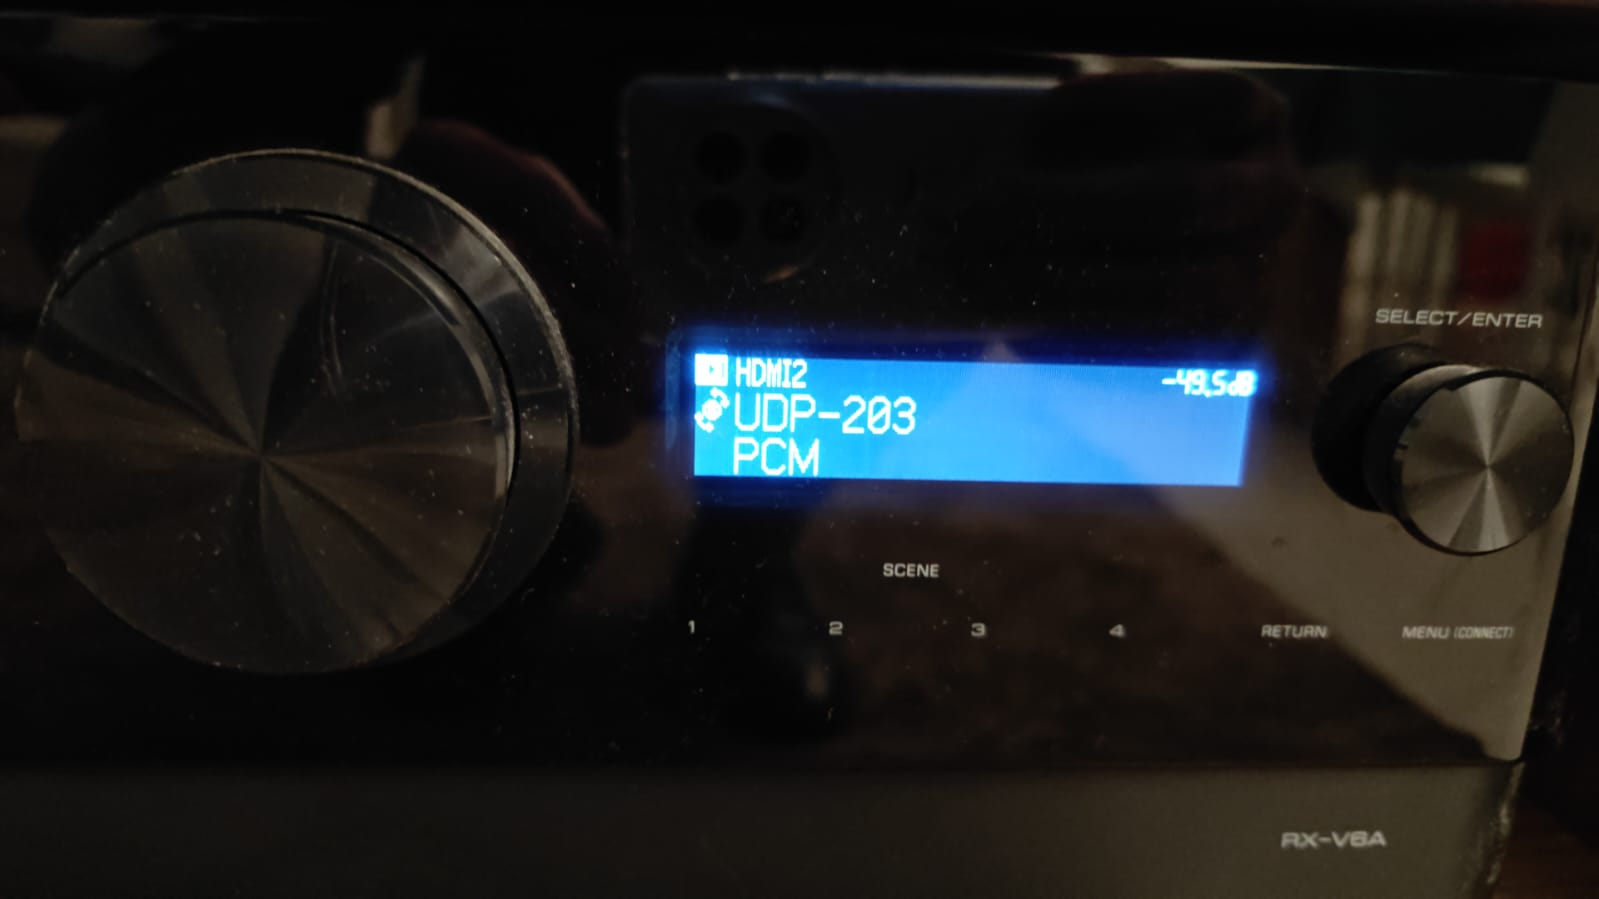 HDMI2
-49.5dB
UDP-203
PCM
SELECT/ENTER
SCENE
1 2 3 4
RETURN
MENU (CONNECT)
RX-V6A